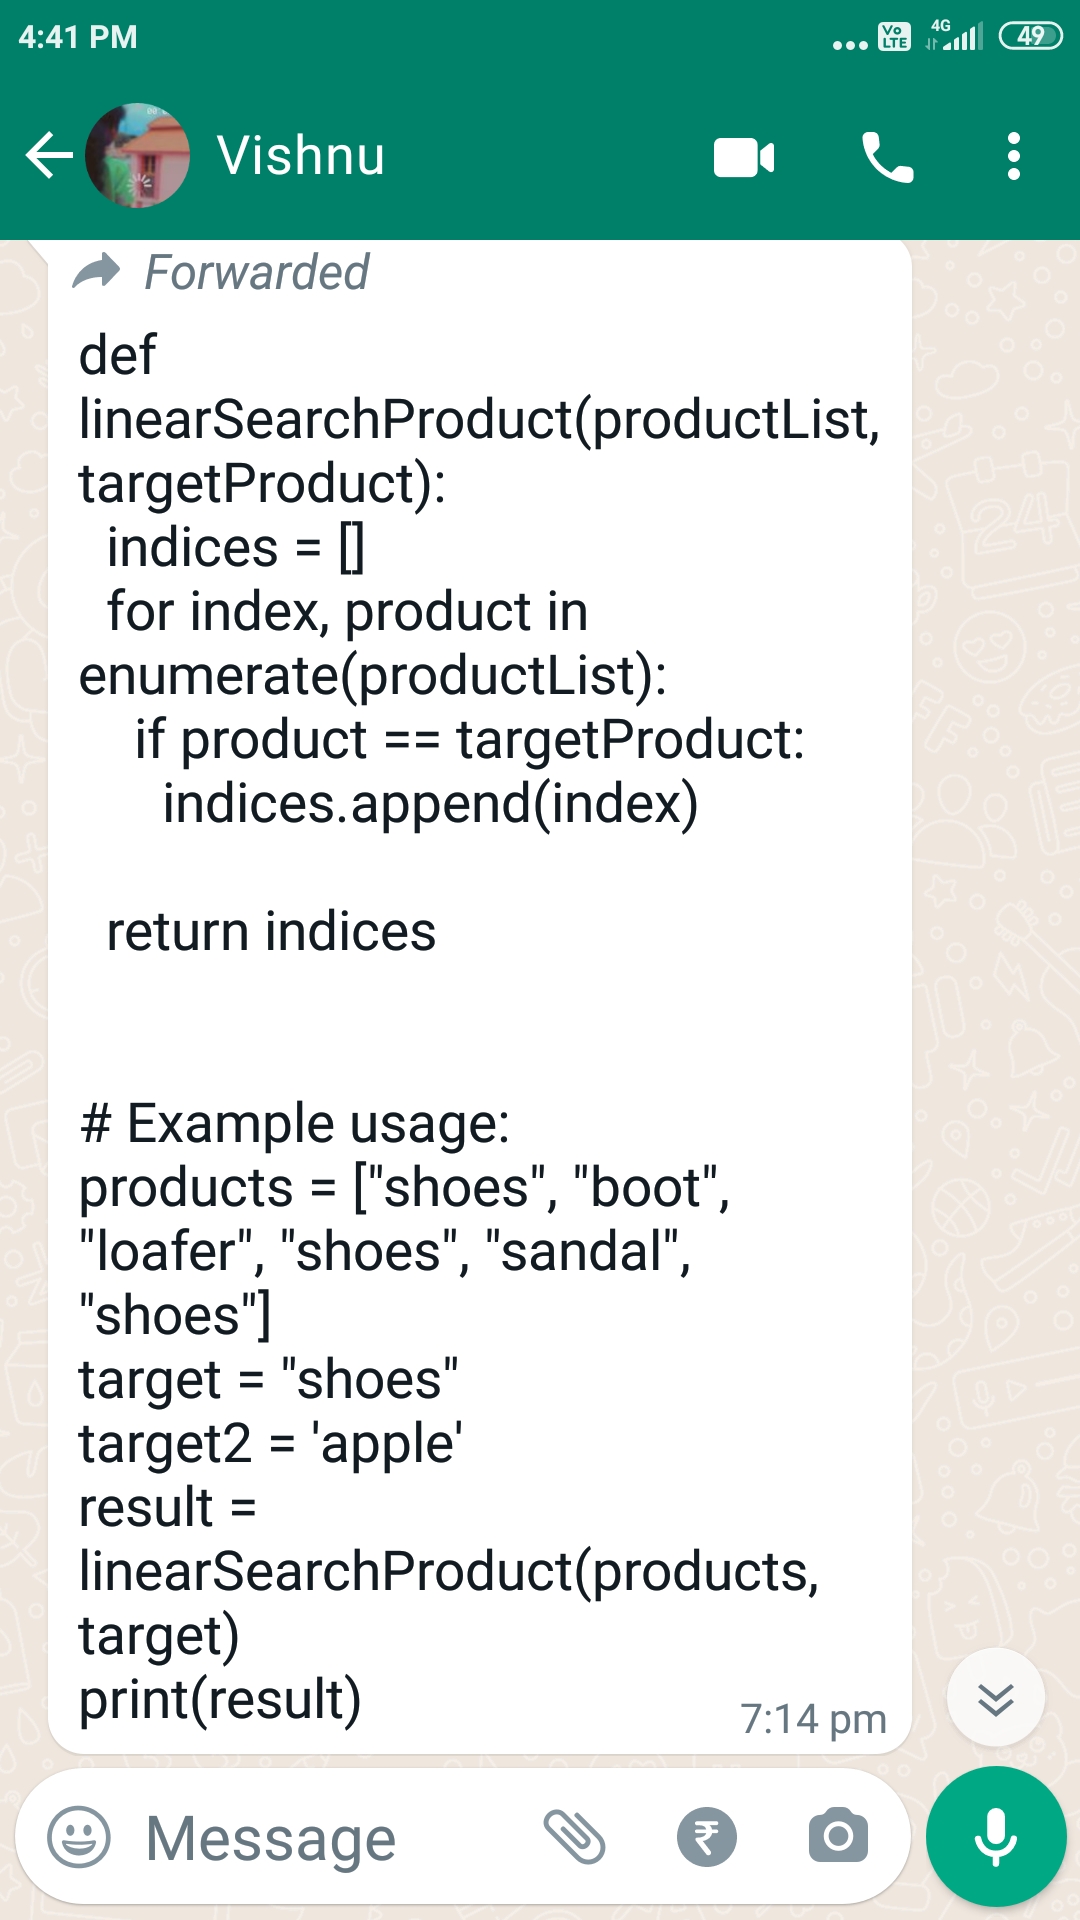 4:41 PM
Vo
LTE
4G
49
Vishnu
Forwarded
def
linearSearchProduct(productList,
targetProduct):
  indices = []
  for index, product in
enumerate(productList):
    if product == targetProduct:
      indices.append(index)

  return indices


# Example usage:
products = ["shoes", "boot",
"loafer", "shoes", "sandal",
"shoes"]
target = "shoes"
target2 = 'apple'
result =
linearSearchProduct(products,
target)
print(result)
7:14 pm
Message
₹